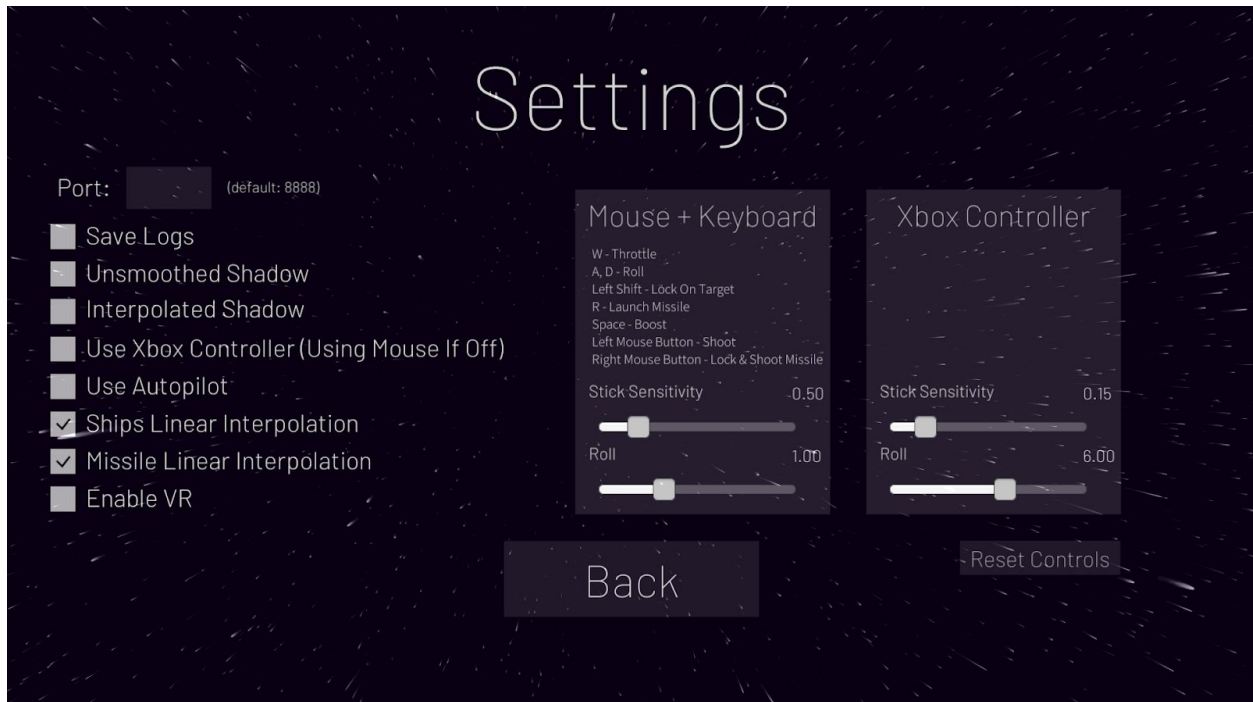 Settings
Port:
(default: 8888)
Save Logs
Unsmoothed Shadow
Interpolated Shadow
Use Xbox Controller (Using Mouse If Off)
Use Autopilot
Ships Linear Interpolation
Missile Linear Interpolation
Enable VR
Mouse + Keyboard
W - Throttle
A, D - Roll
Left Shift - Lock On Target
R - Launch Missile
Space - Boost
Left Mouse Button - Shoot
Right Mouse Button - Lock & Shoot Missile
Stick Sensitivity 0.50
Roll 1.00
Xbox Controller
Stick Sensitivity 0.15
Roll 6.00
Reset Controls
Back